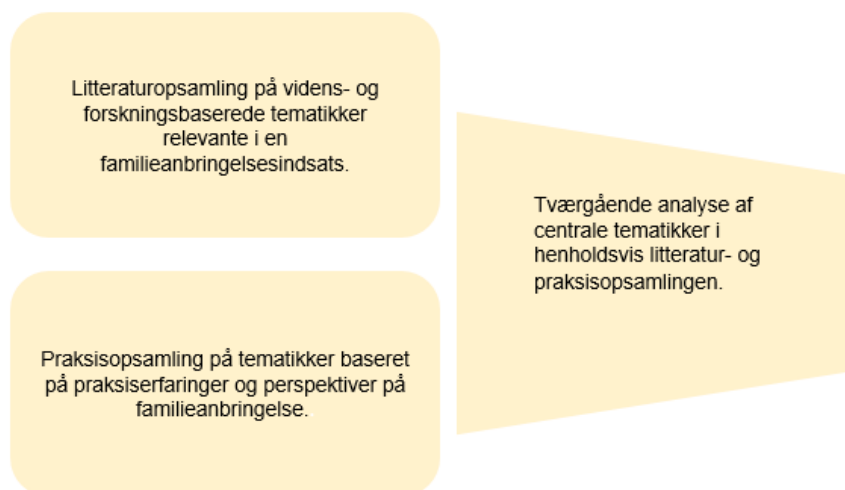 Litteraturopsamling på videns- og
forskningsbaserede tematikker
relevante i en
familieanbringelsesindsats.
Praksisopsamling på tematikker baseret
på praksiserfaringer og perspektiver på
familieanbringelse.
Tværgående analyse af
centrale tematikker i
henholdsvis litteratur- og
praksisopsamlingen.